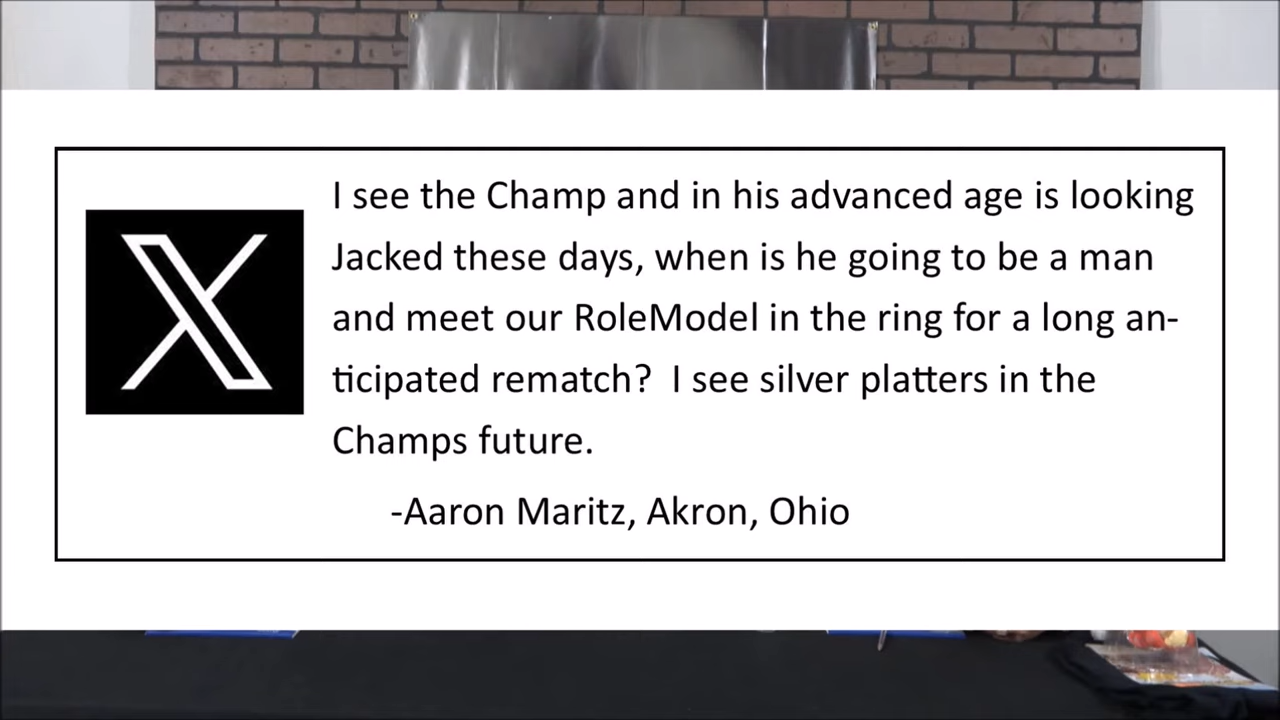 I see the Champ and in his advanced age is looking
Jacked these days, when is he going to be a man
and meet our RoleModel in the ring for a long an-
ticipated rematch?  I see silver platters in the
Champs future.
-Aaron Maritz, Akron, Ohio